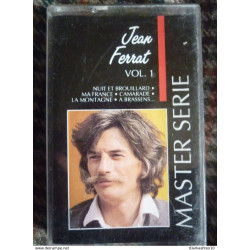 Jean
Ferrat
VOL. 1
NUIT ET BROUILLARD •
MA FRANCE • CAMARADE •
LA MONTAGNE • A BRASSENS...
MASTER SERIE